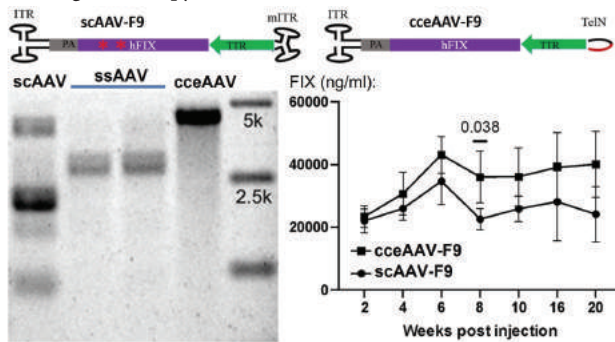 ITR scAAV-F9 mITR
PA hFIX TTR
ITR cceAAV-F9 TelN
PA hFIX TTR
scAAV ssAAV cceAAV
5k
2.5k
FIX (ng/ml):
60000
40000
20000
0
0.038
cceAAV-F9
scAAV-F9
2 4 6 8 10 16 20
Weeks post injection